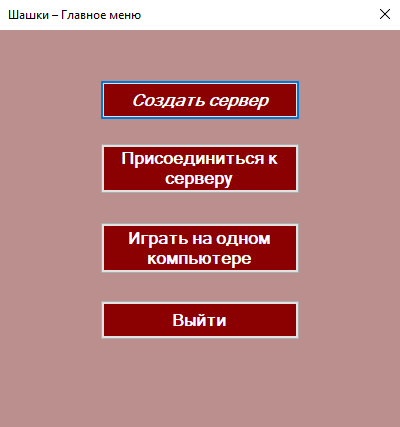 Шашки – Главное меню
Создать сервер
Присоединиться к
серверу
Играть на одном
компьютере
Выйти